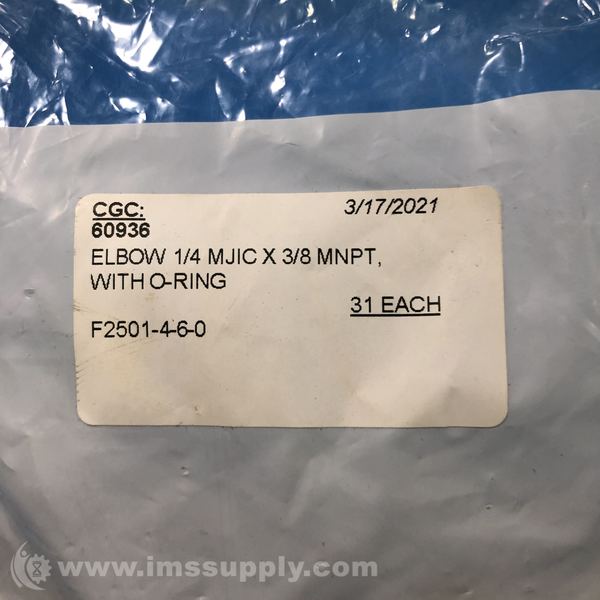 CGC: 3/17/2021
60936
ELBOW 1/4 MJIC X 3/8 MNPT,
WITH O-RING
31 EACH
F2501-4-6-0
www.imssupply.com